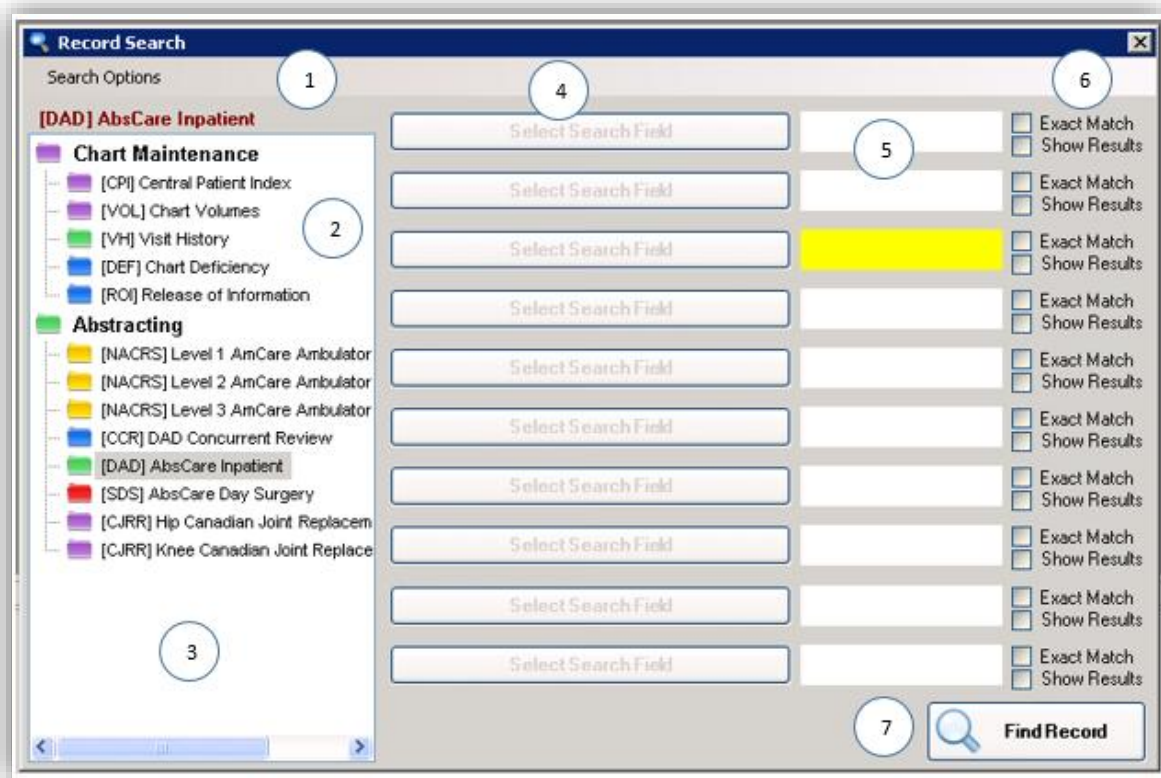 Record Search
Search Options
1
4
6
[DAD] AbsCare Inpatient
Select Search Field
5
Exact Match
Show Results
Chart Maintenance
[CPI] Central Patient Index
[VOL] Chart Volumes
2
[VH] Visit History
[DEF] Chart Deficiency
[ROI] Release of Information
Abstracting
[NACRS] Level 1 AmCare Ambulator
[NACRS] Level 2 AmCare Ambulator
[NACRS] Level 3 AmCare Ambulator
[CCR] DAD Concurrent Review
[DAD] AbsCare Inpatient
[SDS] AbsCare Day Surgery
[CJRR] Hip Canadian Joint Replacem
[CJRR] Knee Canadian Joint Replace
3
Select Search Field
Exact Match
Show Results
Select Search Field
Exact Match
Show Results
Select Search Field
Exact Match
Show Results
Select Search Field
Exact Match
Show Results
Select Search Field
Exact Match
Show Results
Select Search Field
Exact Match
Show Results
Select Search Field
Exact Match
Show Results
Select Search Field
Exact Match
Show Results
Select Search Field
Exact Match
Show Results
7
Find Record